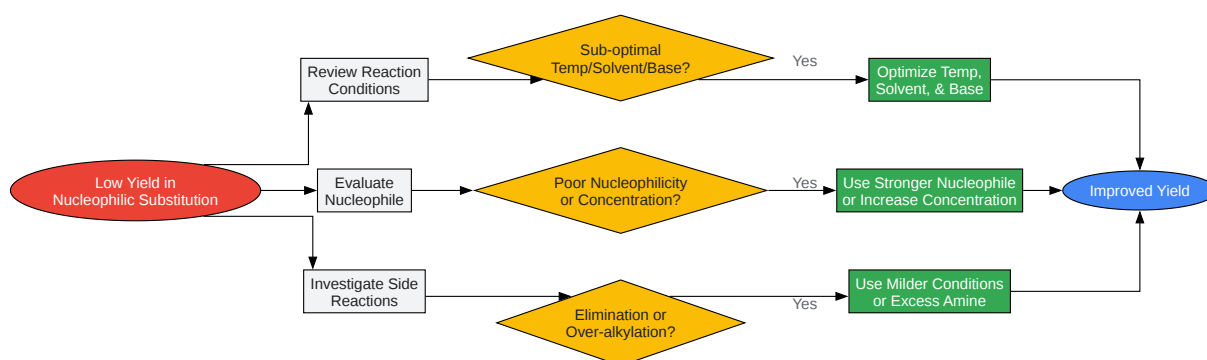 Sub-optimal
Temp/Solvent/Base?
Yes
Review Reaction
Conditions
Optimize Temp,
Solvent, & Base
Low Yield in
Nucleophilic Substitution
Evaluate
Nucleophile
Poor Nucleophilicity
or Concentration?
Yes
Use Stronger Nucleophile
or Increase Concentration
Improved Yield
Investigate Side
Reactions
Elimination or
Over-alkylation?
Yes
Use Milder Conditions
or Excess Amine